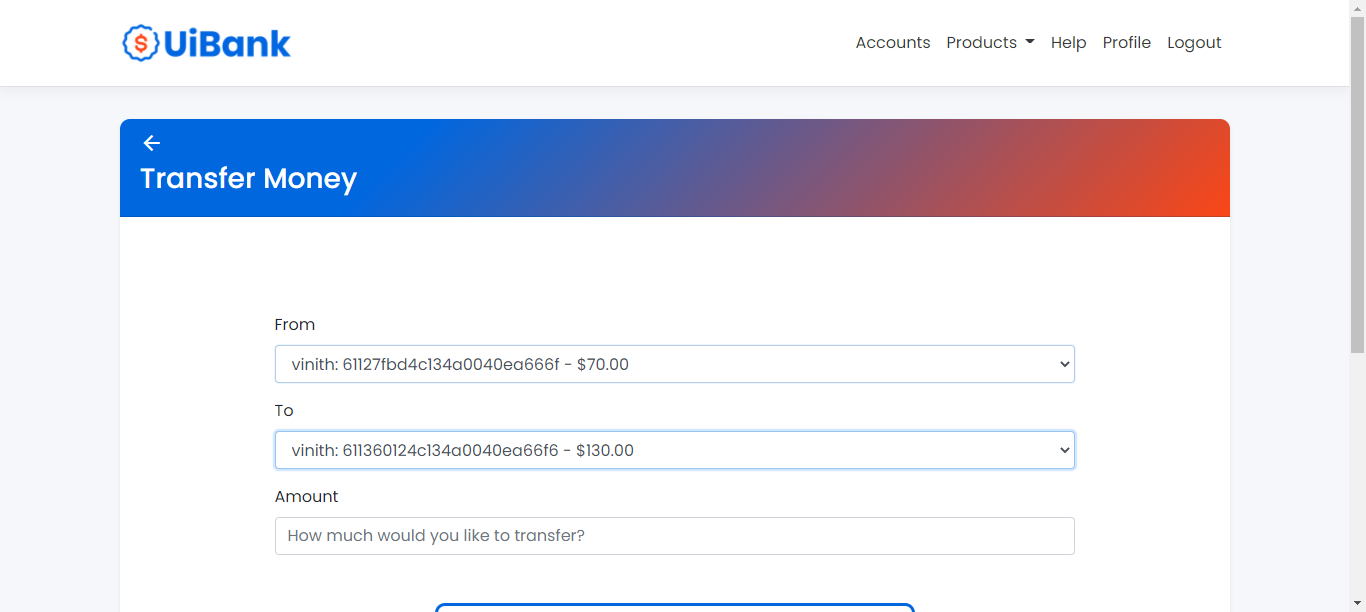 $ UiBank
Accounts Products Help Profile Logout
Transfer Money
From
vinith: 61127fbd4c134a0040ea666f - $70.00
To
vinith: 611360124c134a0040ea66f6 - $130.00
Amount
How much would you like to transfer?